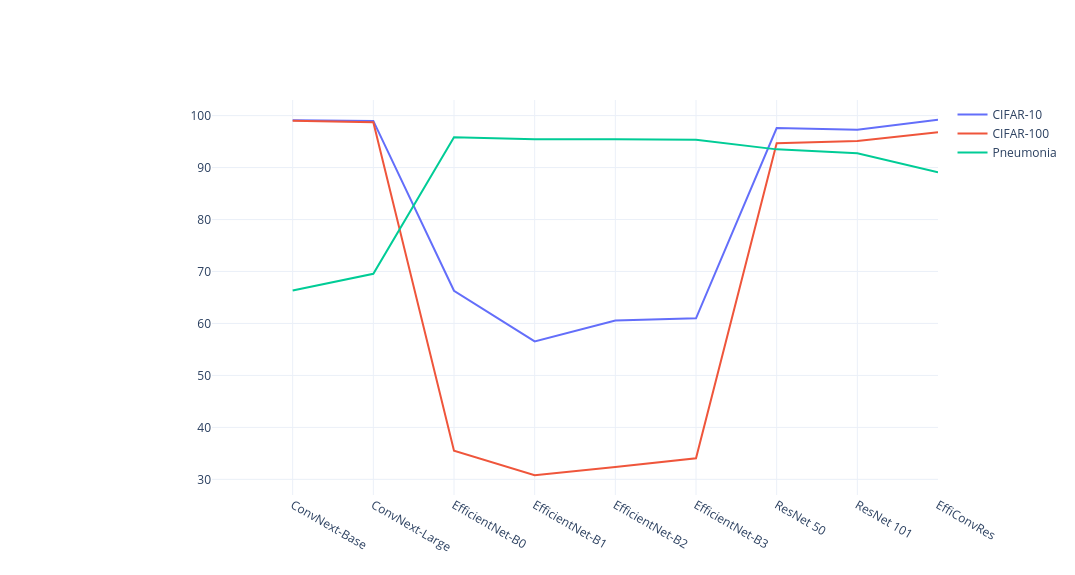 100
90
80
70
60
50
40
30
ConvNext-Base
ConvNext-Large
EfficientNet-B0
EfficientNet-B1
EfficientNet-B2
EfficientNet-B3
ResNet 50
ResNet 101
EffiConvRes
CIFAR-10
CIFAR-100
Pneumonia